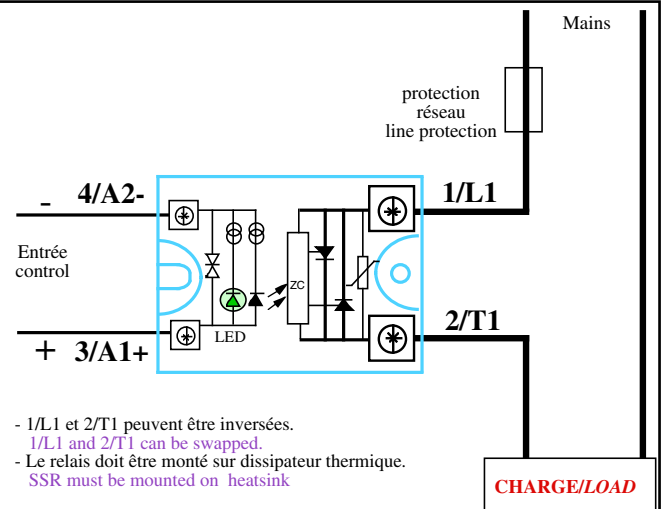 Mains
protection
réseau
line protection
- 4/A2-
1/L1
Entrée
control
ZC
LED
+ 3/A1+
2/T1
- 1/L1 et 2/T1 peuvent être inversées.
1/L1 and 2/T1 can be swapped.
- Le relais doit être monté sur dissipateur thermique.
SSR must be mounted on heatsink
CHARGE/LOAD